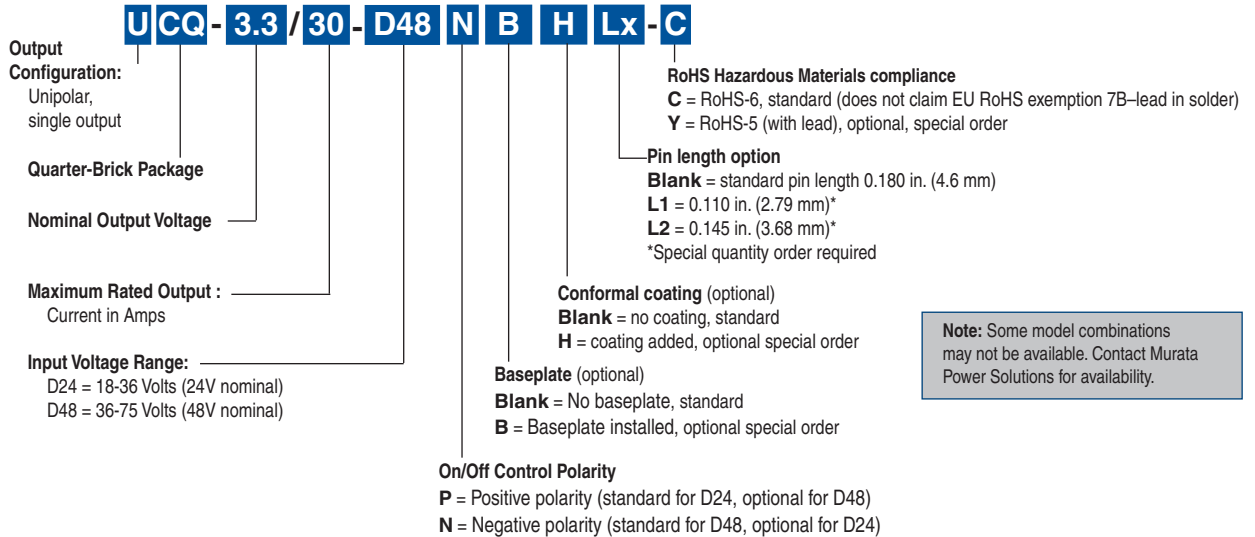 UCQ-3.3/30-D48NBHLx-C
Output
Configuration:
Unipolar,
single output
Quarter-Brick Package
Nominal Output Voltage
Maximum Rated Output :
Current in Amps
Input Voltage Range:
D24 = 18-36 Volts (24V nominal)
D48 = 36-75 Volts (48V nominal)
RoHS Hazardous Materials compliance
C = RoHS-6, standard (does not claim EU RoHS exemption 7B–lead in solder)
Y = RoHS-5 (with lead), optional, special order
Pin length option
Blank = standard pin length 0.180 in. (4.6 mm)
L1 = 0.110 in. (2.79 mm)*
L2 = 0.145 in. (3.68 mm)*
*Special quantity order required
Conformal coating (optional)
Blank = no coating, standard
H = coating added, optional special order
Baseplate (optional)
Blank = No baseplate, standard
B = Baseplate installed, optional special order
On/Off Control Polarity
P = Positive polarity (standard for D24, optional for D48)
N = Negative polarity (standard for D48, optional for D24)
Note: Some model combinations
may not be available. Contact Murata
Power Solutions for availability.